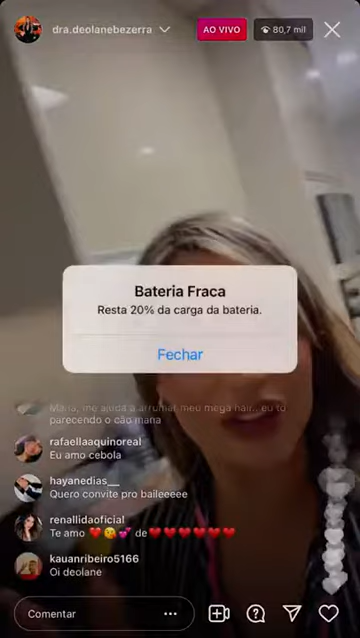 dra.deolanebezerra
AO VIVO
80,7 mil
Bateria Fraca
Resta 20% da carga da bateria.
Fechar
Maria, me ajuda a arrumar meu mega hair.. eu to
parecendo o cão mana
rafaellaaquinoreal
Eu amo cebola
hayanedias__
Quero convite pro baileeeee
renallidaoficial
Te amo ❤️😘💕 de❤️❤️❤️❤️❤️❤️
kauanribeiro5166
Oi deolane
Comentar